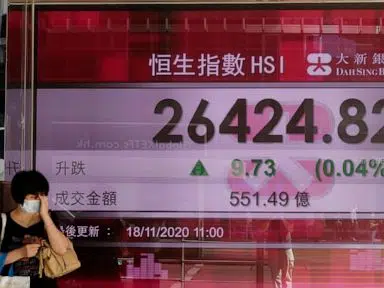 恒生指數 HSI
大新銀
DAH SING B
26424.82
升跌 ▲ 9.73 (0.04%
成交金額 551.49 億
最後更新： 18/11/2020 11:00